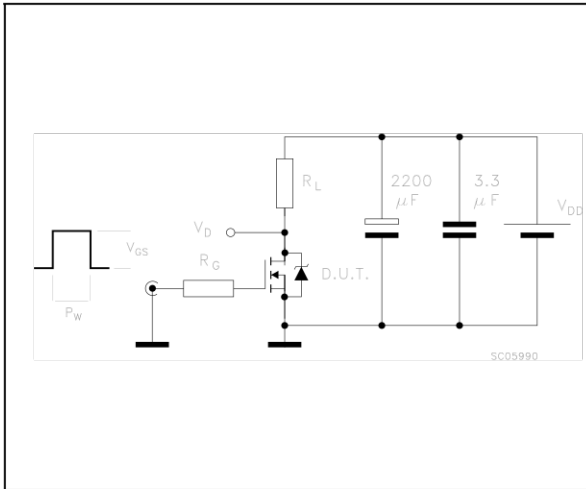 2200
μF
3.3
μF
R_L
V_DD
V_D
V_GS
R_G
D.U.T.
P_W
SC05990